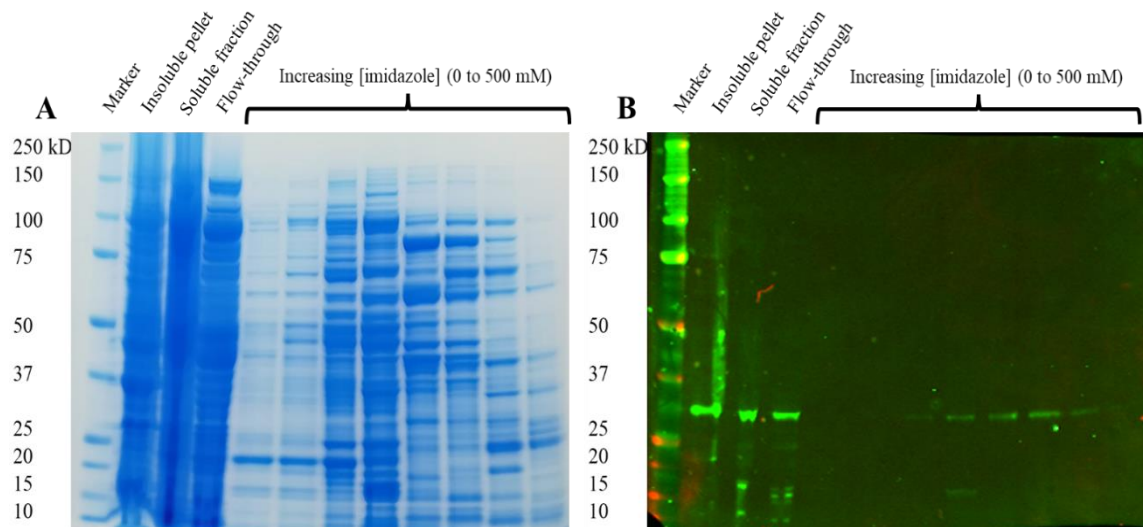 A
Marker
Insoluble pellet
Soluble fraction
Flow-through
Increasing [imidazole] (0 to 500 mM)
250 kD
150
100
75
50
37
25
20
15
10
B
Marker
Insoluble pellet
Soluble fraction
Flow-through
Increasing [imidazole] (0 to 500 mM)
250 kD
150
100
75
50
37
25
20
15
10